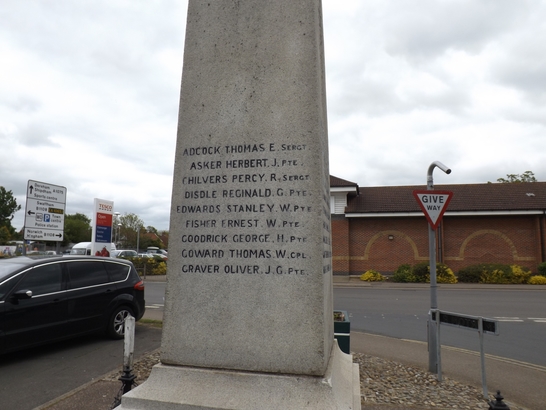 ADCOCK THOMAS E. SERGT
ASKER HERBERT. J. PTE.
CHILVERS PERCY. R. SERGT
DISDLE REGINALD. G. PTE.
EDWARDS STANLEY. W. PTE
FISHER ERNEST. W. PTE.
GOODRICK GEORGE. H. PTE.
GOWARD THOMAS. W. CPL
GRAVER OLIVER. J. G. PTE.
GIVE
WAY
TESCO